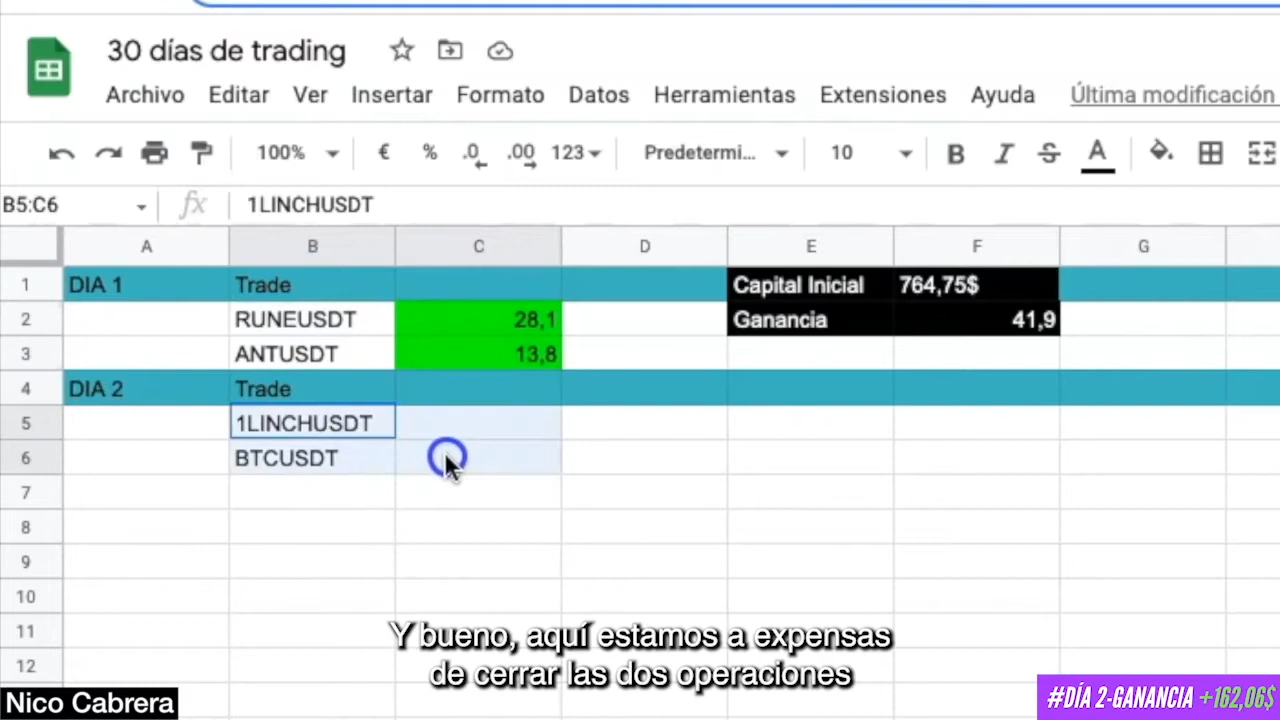 30 días de trading
Archivo Editar Ver Insertar Formato Datos Herramientas Extensiones Ayuda Última modificación
100% € % .0 .00 123 Predetermi... 10 B I S A
B5:C6 fx 1LINCHUSDT
A B C D E F G
1 DIA 1 Trade Capital Inicial 764,75$
2 RUNEUSDT 28,1 Ganancia 41,9
3 ANTUSDT 13,8
4 DIA 2 Trade
5 1LINCHUSDT
6 BTCUSDT
7
8
9
10
11
12
Y bueno, aquí estamos a expensas
de cerrar las dos operaciones
Nico Cabrera
#DÍA 2-GANANCIA +162,06$